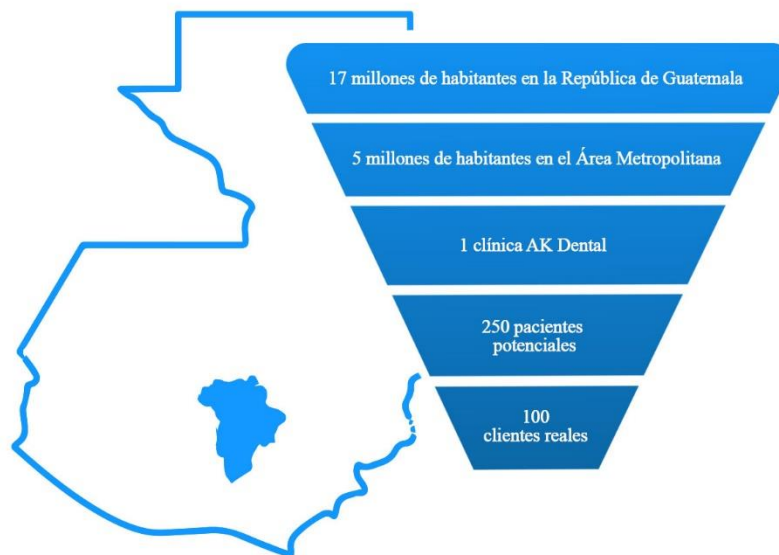 17 millones de habitantes en la República de Guatemala
5 millones de habitantes en el Área Metropolitana
1 clínica AK Dental
250 pacientes
potenciales
100
clientes reales